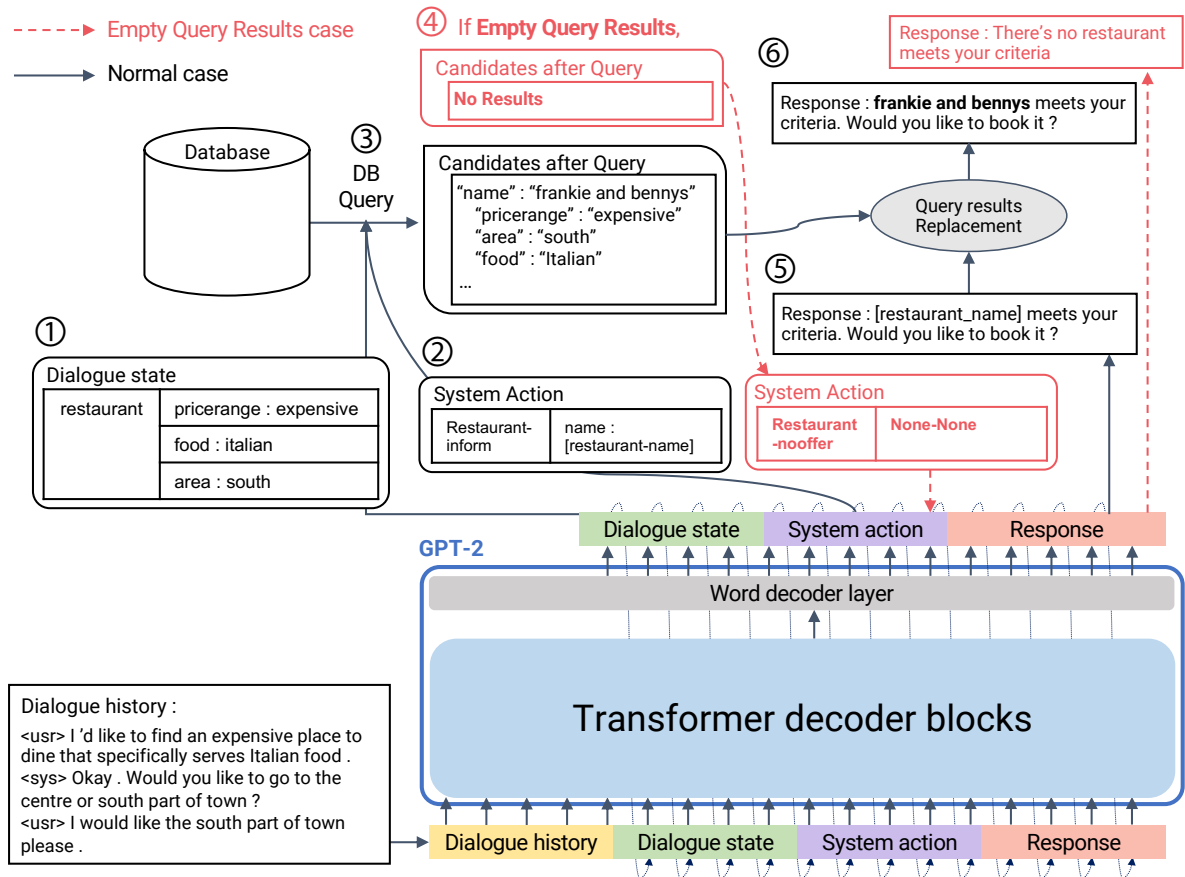 Empty Query Results case
Normal case
④ If Empty Query Results,
Candidates after Query
No Results
Response : There's no restaurant
meets your criteria
⑥
Response : frankie and bennys meets your
criteria. Would you like to book it ?
Database
③
DB
Query
Candidates after Query
“name” : “frankie and bennys”
“pricerange” : “expensive”
“area” : “south”
“food” : “Italian”
...
Query results
Replacement
⑤
Response : [restaurant_name] meets your
criteria. Would you like to book it ?
①
Dialogue state
restaurant
pricerange : expensive
food : italian
area : south
②
System Action
Restaurant-
inform
name :
[restaurant-name]
System Action
Restaurant
-nooffer
None-None
Dialogue state
System action
Response
GPT-2
Word decoder layer
Transformer decoder blocks
Dialogue history :
<usr> I 'd like to find an expensive place to
dine that specifically serves Italian food .
<sys> Okay . Would you like to go to the
centre or south part of town ?
<usr> I would like the south part of town
please .
Dialogue history
Dialogue state
System action
Response